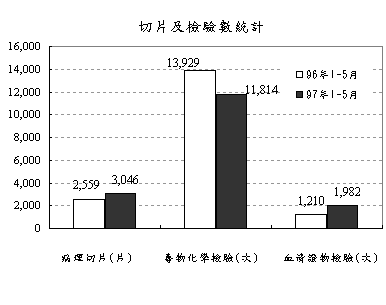 切片及檢驗數統計
16,000
14,000
12,000
10,000
8,000
6,000
4,000
2,000
0
13,929
11,814
2,559
3,046
1,210
1,982
96年1-5月
97年1-5月
病理切片(片)
毒物化學檢驗(次)
血清證物檢驗(次)